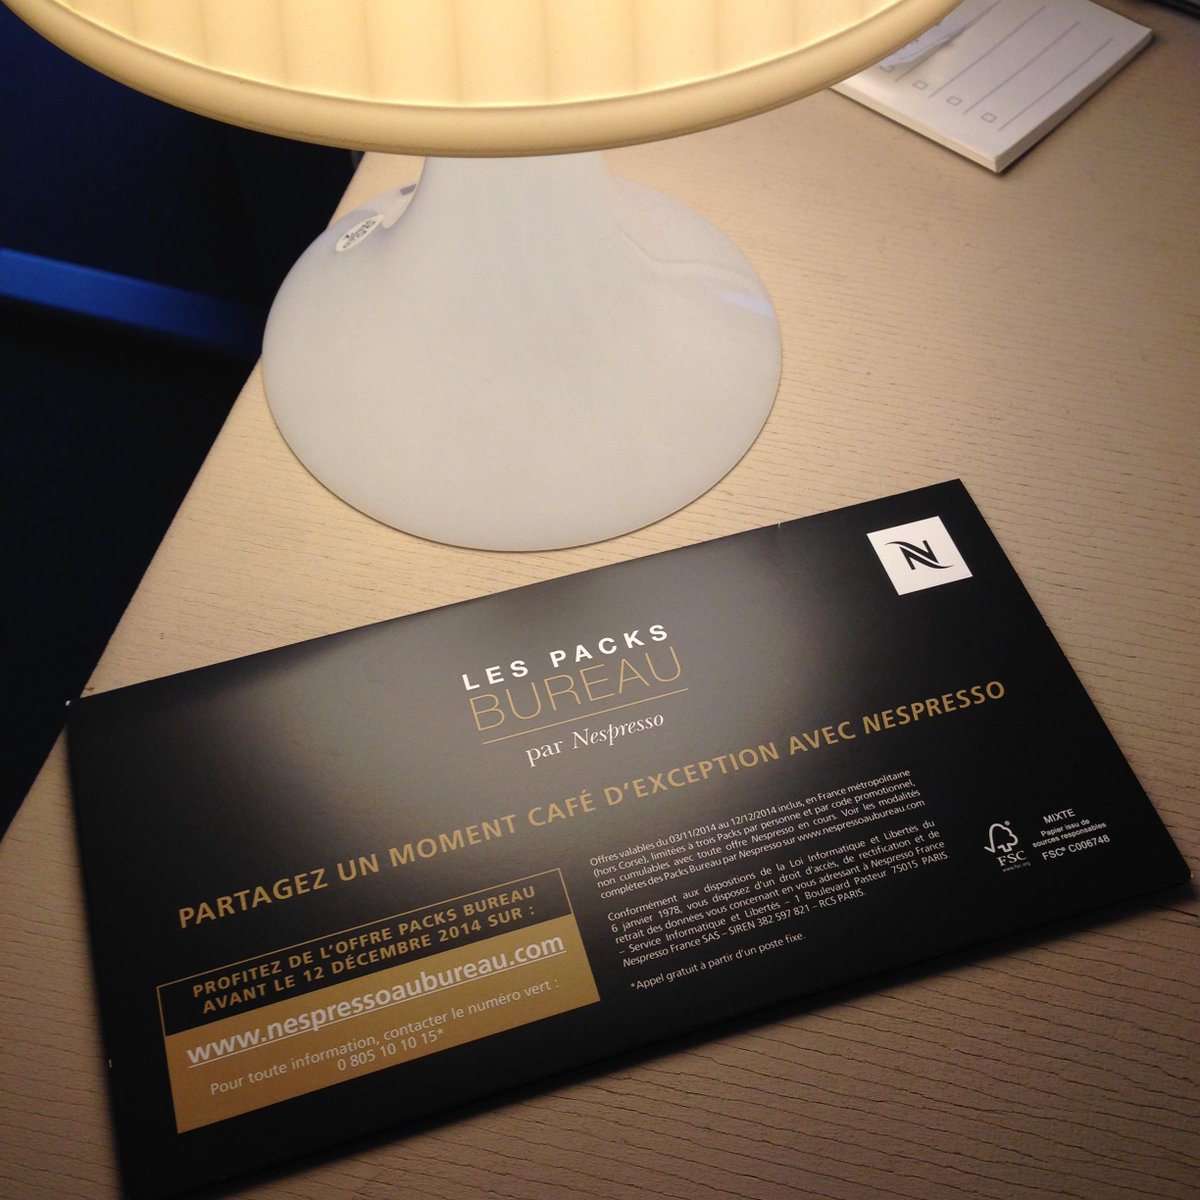 N
LES PACKS
BUREAU
par Nespresso
PARTAGEZ UN MOMENT CAFÉ D'EXCEPTION AVEC NESPRESSO
PROFITEZ DE L'OFFRE PACKS BUREAU
AVANT LE 12 DÉCEMBRE 2014 SUR :
www.nespressoaubureau.com
Pour toute information, contacter le numéro vert :
0 805 10 10 15*
Offres valables du 03/11/2014 au 12/12/2014 inclus, en France métropolitaine
(hors Corse), limitées à trois Packs par personne et par code promotionnel,
non cumulables avec toute offre Nespresso en cours. Voir les modalités
complètes des Packs Bureau par Nespresso sur www.nespressoaubureau.com
Conformément aux dispositions de la Loi Informatique et Libertés du
6 janvier 1978, vous disposez d'un droit d'accès, de rectification et de
retrait des données vous concernant en vous adressant à Nespresso France
– Service Informatique et Libertés – 1 Boulevard Pasteur 75015 PARIS.
Nespresso France SAS – SIREN 382 597 821 – RCS PARIS.
*Appel gratuit à partir d'un poste fixe.
FSC
www.fsc.org
MIXTE
Papier issu de
sources responsables
FSC® C006748